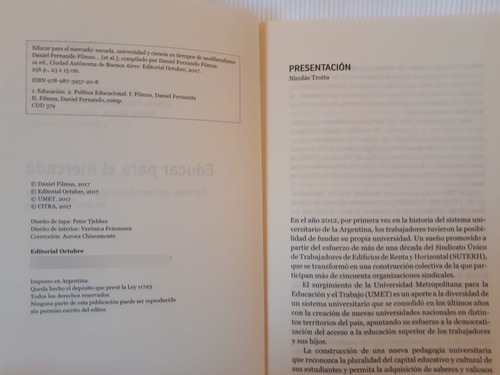 Educar para el mercado: escuela, universidad y ciencia en tiempos de neoliberalismo
Daniel Fernando Filmus ... [et al.]; compilado por Daniel Fernando Filmus.
1a ed., Ciudad Autónoma de Buenos Aires: Editorial Octubre, 2017.
256 p., 23 x 15 cm.
ISBN 978-987-3957-20-8
1. Educación. 2. Política Educacional. I. Filmus, Daniel Fernando
II. Filmus, Daniel Fernando, comp.
CDD 379
© Daniel Filmus, 2017
© Editorial Octubre, 2017
© UMET, 2017
© CITRA, 2017
Diseño de tapa: Peter Tjebbes
Diseño de interior: Verónica Feinmann
Corrección: Aurora Chiaramonte
Editorial Octubre
Impreso en Argentina.
Queda hecho el depósito que prevé la Ley 11723.
Todos los derechos reservados.
Ninguna parte de esta publicación puede ser reproducida
sin permiso escrito del editor.
PRESENTACIÓN
Nicolás Trotta
En el año 2012, por primera vez en la historia del sistema uni-
versitario de la Argentina, los trabajadores tuvieron la posibili-
dad de fundar su propia universidad. Un sueño promovido a
partir del esfuerzo de más de una década del Sindicato Único
de Trabajadores de Edificios de Renta y Horizontal (SUTERH),
que se transformó en una construcción colectiva de la que par-
ticipan más de cincuenta organizaciones sindicales.
El surgimiento de la Universidad Metropolitana para la
Educación y el Trabajo (UMET) es un aporte a la diversidad de
un sistema universitario que se consolidó en los últimos años
con la creación de nuevas universidades nacionales en distin-
tos territorios del país, apuntando su esfuerzo a la democratiza-
ción del acceso a la educación superior de los trabajadores
y sus hijos.
La construcción de una nueva pedagogía universitaria
que reconozca la pluralidad del capital educativo y cultural de
sus estudiantes y permita la adquisición de saberes y valiosos